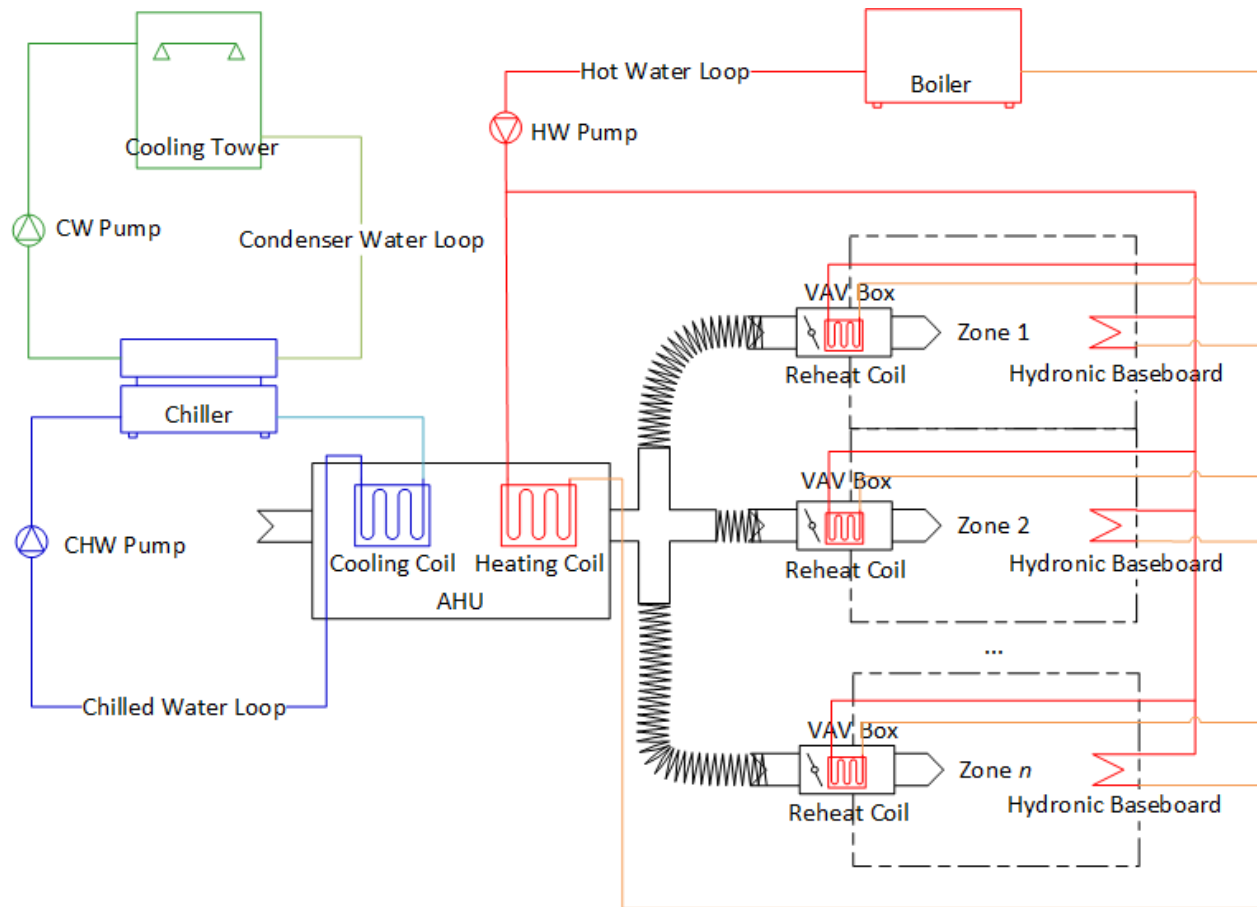 Hot Water Loop
Boiler
HW Pump
Cooling Tower
CW Pump
Condenser Water Loop
VAV Box
Zone 1
Reheat Coil
Hydronic Baseboard
Chiller
VAV Box
CHW Pump
Zone 2
Cooling Coil
Heating Coil
Reheat Coil
Hydronic Baseboard
AHU
...
Chilled Water Loop
VAV Box
Zone n
Reheat Coil
Hydronic Baseboard